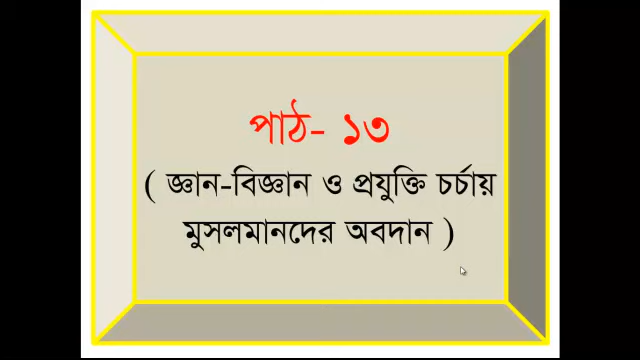 পাঠ- ১৩
( জ্ঞান-বিজ্ঞান ও প্রযুক্তি চর্চায়
মুসলমানদের অবদান )